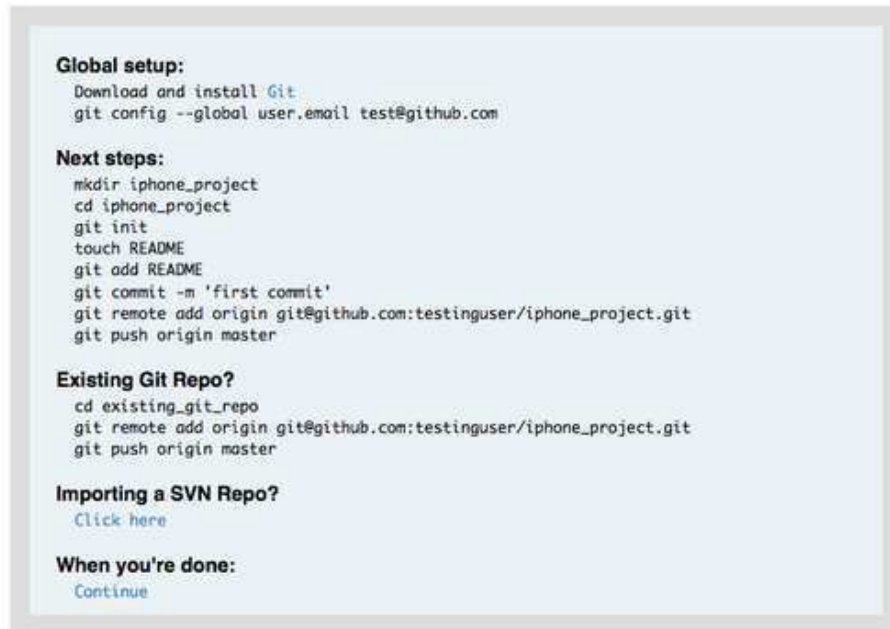 Global setup:
Download and install Git
git config --global user.email test@github.com
Next steps:
mkdir iphone_project
cd iphone_project
git init
touch README
git add README
git commit -m 'first commit'
git remote add origin git@github.com:testinguser/iphone_project.git
git push origin master
Existing Git Repo?
cd existing_git_repo
git remote add origin git@github.com:testinguser/iphone_project.git
git push origin master
Importing a SVN Repo?
Click here
When you're done:
Continue